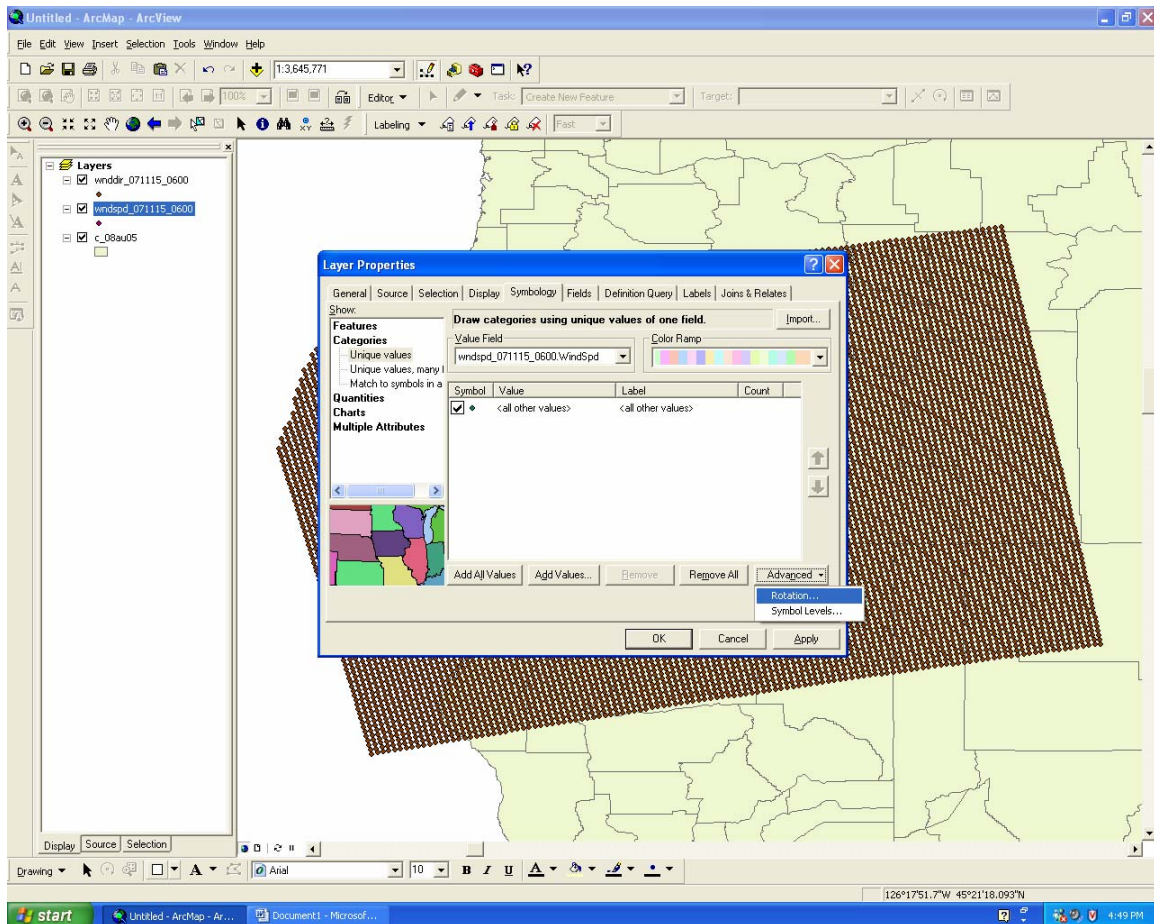 Untitled - ArcMap - ArcView
File Edit View Insert Selection Tools Window Help
1:3,645,771
100% Editor Task: Create New Feature Target:
Labeling Fast
Layers
wnddir_071115_0600
wndspd_071115_0600
c_08au05
Layer Properties
General Source Selection Display Symbology Fields Definition Query Labels Joins & Relates
Show:
Features
Categories
Unique values
Unique values, many
Match to symbols in a
Quantities
Charts
Multiple Attributes
Draw categories using unique values of one field. Import...
Value Field Color Ramp
wndspd_071115_0600.WindSpd
Symbol Value Label Count
<all other values> <all other values>
Add All Values Add Values... Remove Remove All Advanced
Rotation...
Symbol Levels...
OK Cancel Apply
Display Source Selection
Drawing A Arial 10 B I U A
126°17'51.7"W 45°21'18.093"N
start Untitled - ArcMap - Ar... Document1 - Microsof... 4:49 PM